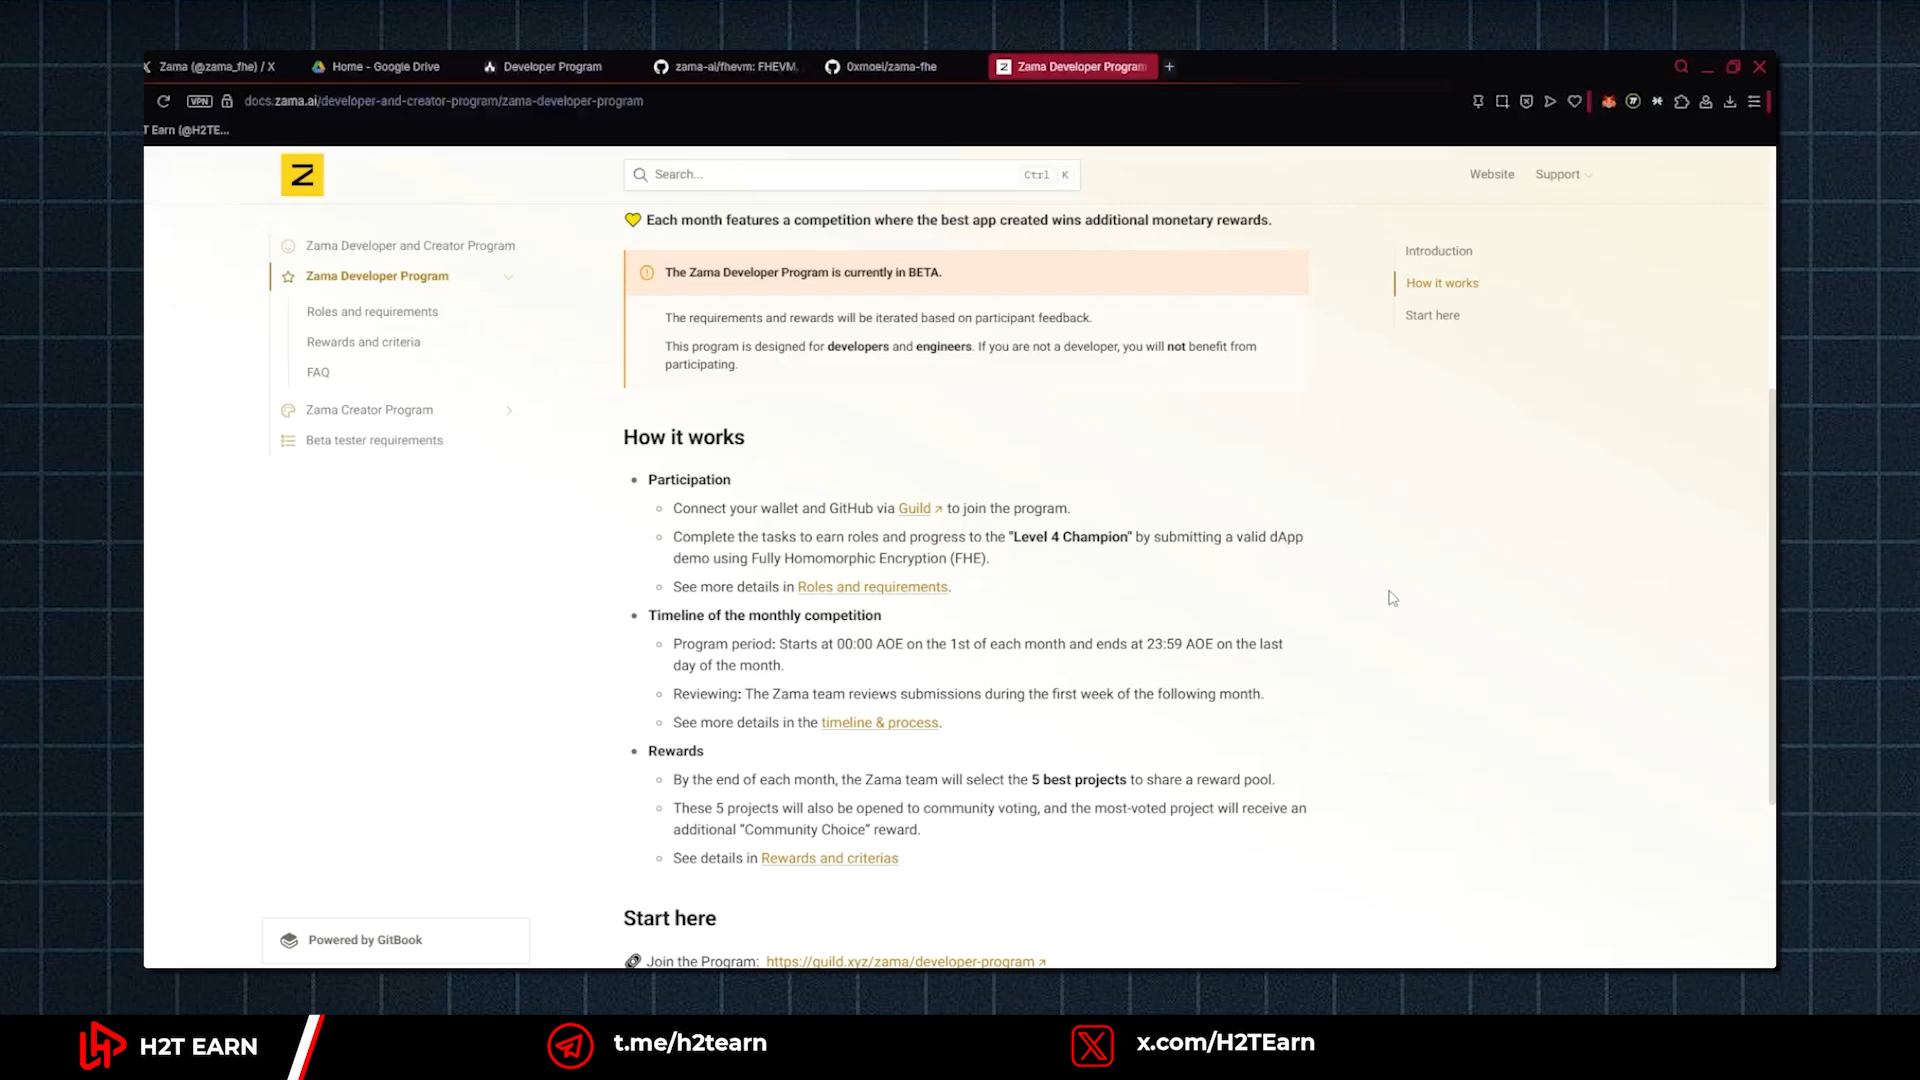 Zama (@zama_fhe) / X
Home - Google Drive
Developer Program
zama-ai/fhevm: FHEVM,
0xmoei/zama-fhe
Z Zama Developer Program
VPN
docs.zama.ai/developer-and-creator-program/zama-developer-program
T Earn (@H2TE...
Z
Search...
Ctrl K
Website
Support
Each month features a competition where the best app created wins additional monetary rewards.
Zama Developer and Creator Program
Zama Developer Program
Roles and requirements
Rewards and criteria
FAQ
Zama Creator Program
Beta tester requirements
The Zama Developer Program is currently in BETA.
The requirements and rewards will be iterated based on participant feedback.
This program is designed for developers and engineers. If you are not a developer, you will not benefit from
participating.
Introduction
How it works
Start here
How it works
Participation
Connect your wallet and GitHub via Guild to join the program.
Complete the tasks to earn roles and progress to the "Level 4 Champion" by submitting a valid dApp
demo using Fully Homomorphic Encryption (FHE).
See more details in Roles and requirements.
Timeline of the monthly competition
Program period: Starts at 00:00 AOE on the 1st of each month and ends at 23:59 AOE on the last
day of the month.
Reviewing: The Zama team reviews submissions during the first week of the following month.
See more details in the timeline & process.
Rewards
By the end of each month, the Zama team will select the 5 best projects to share a reward pool.
These 5 projects will also be opened to community voting, and the most-voted project will receive an
additional “Community Choice” reward.
See details in Rewards and criterias
Start here
Join the Program: https://guild.xyz/zama/developer-program
Powered by GitBook
H2T EARN
t.me/h2tearn
x.com/H2TEarn